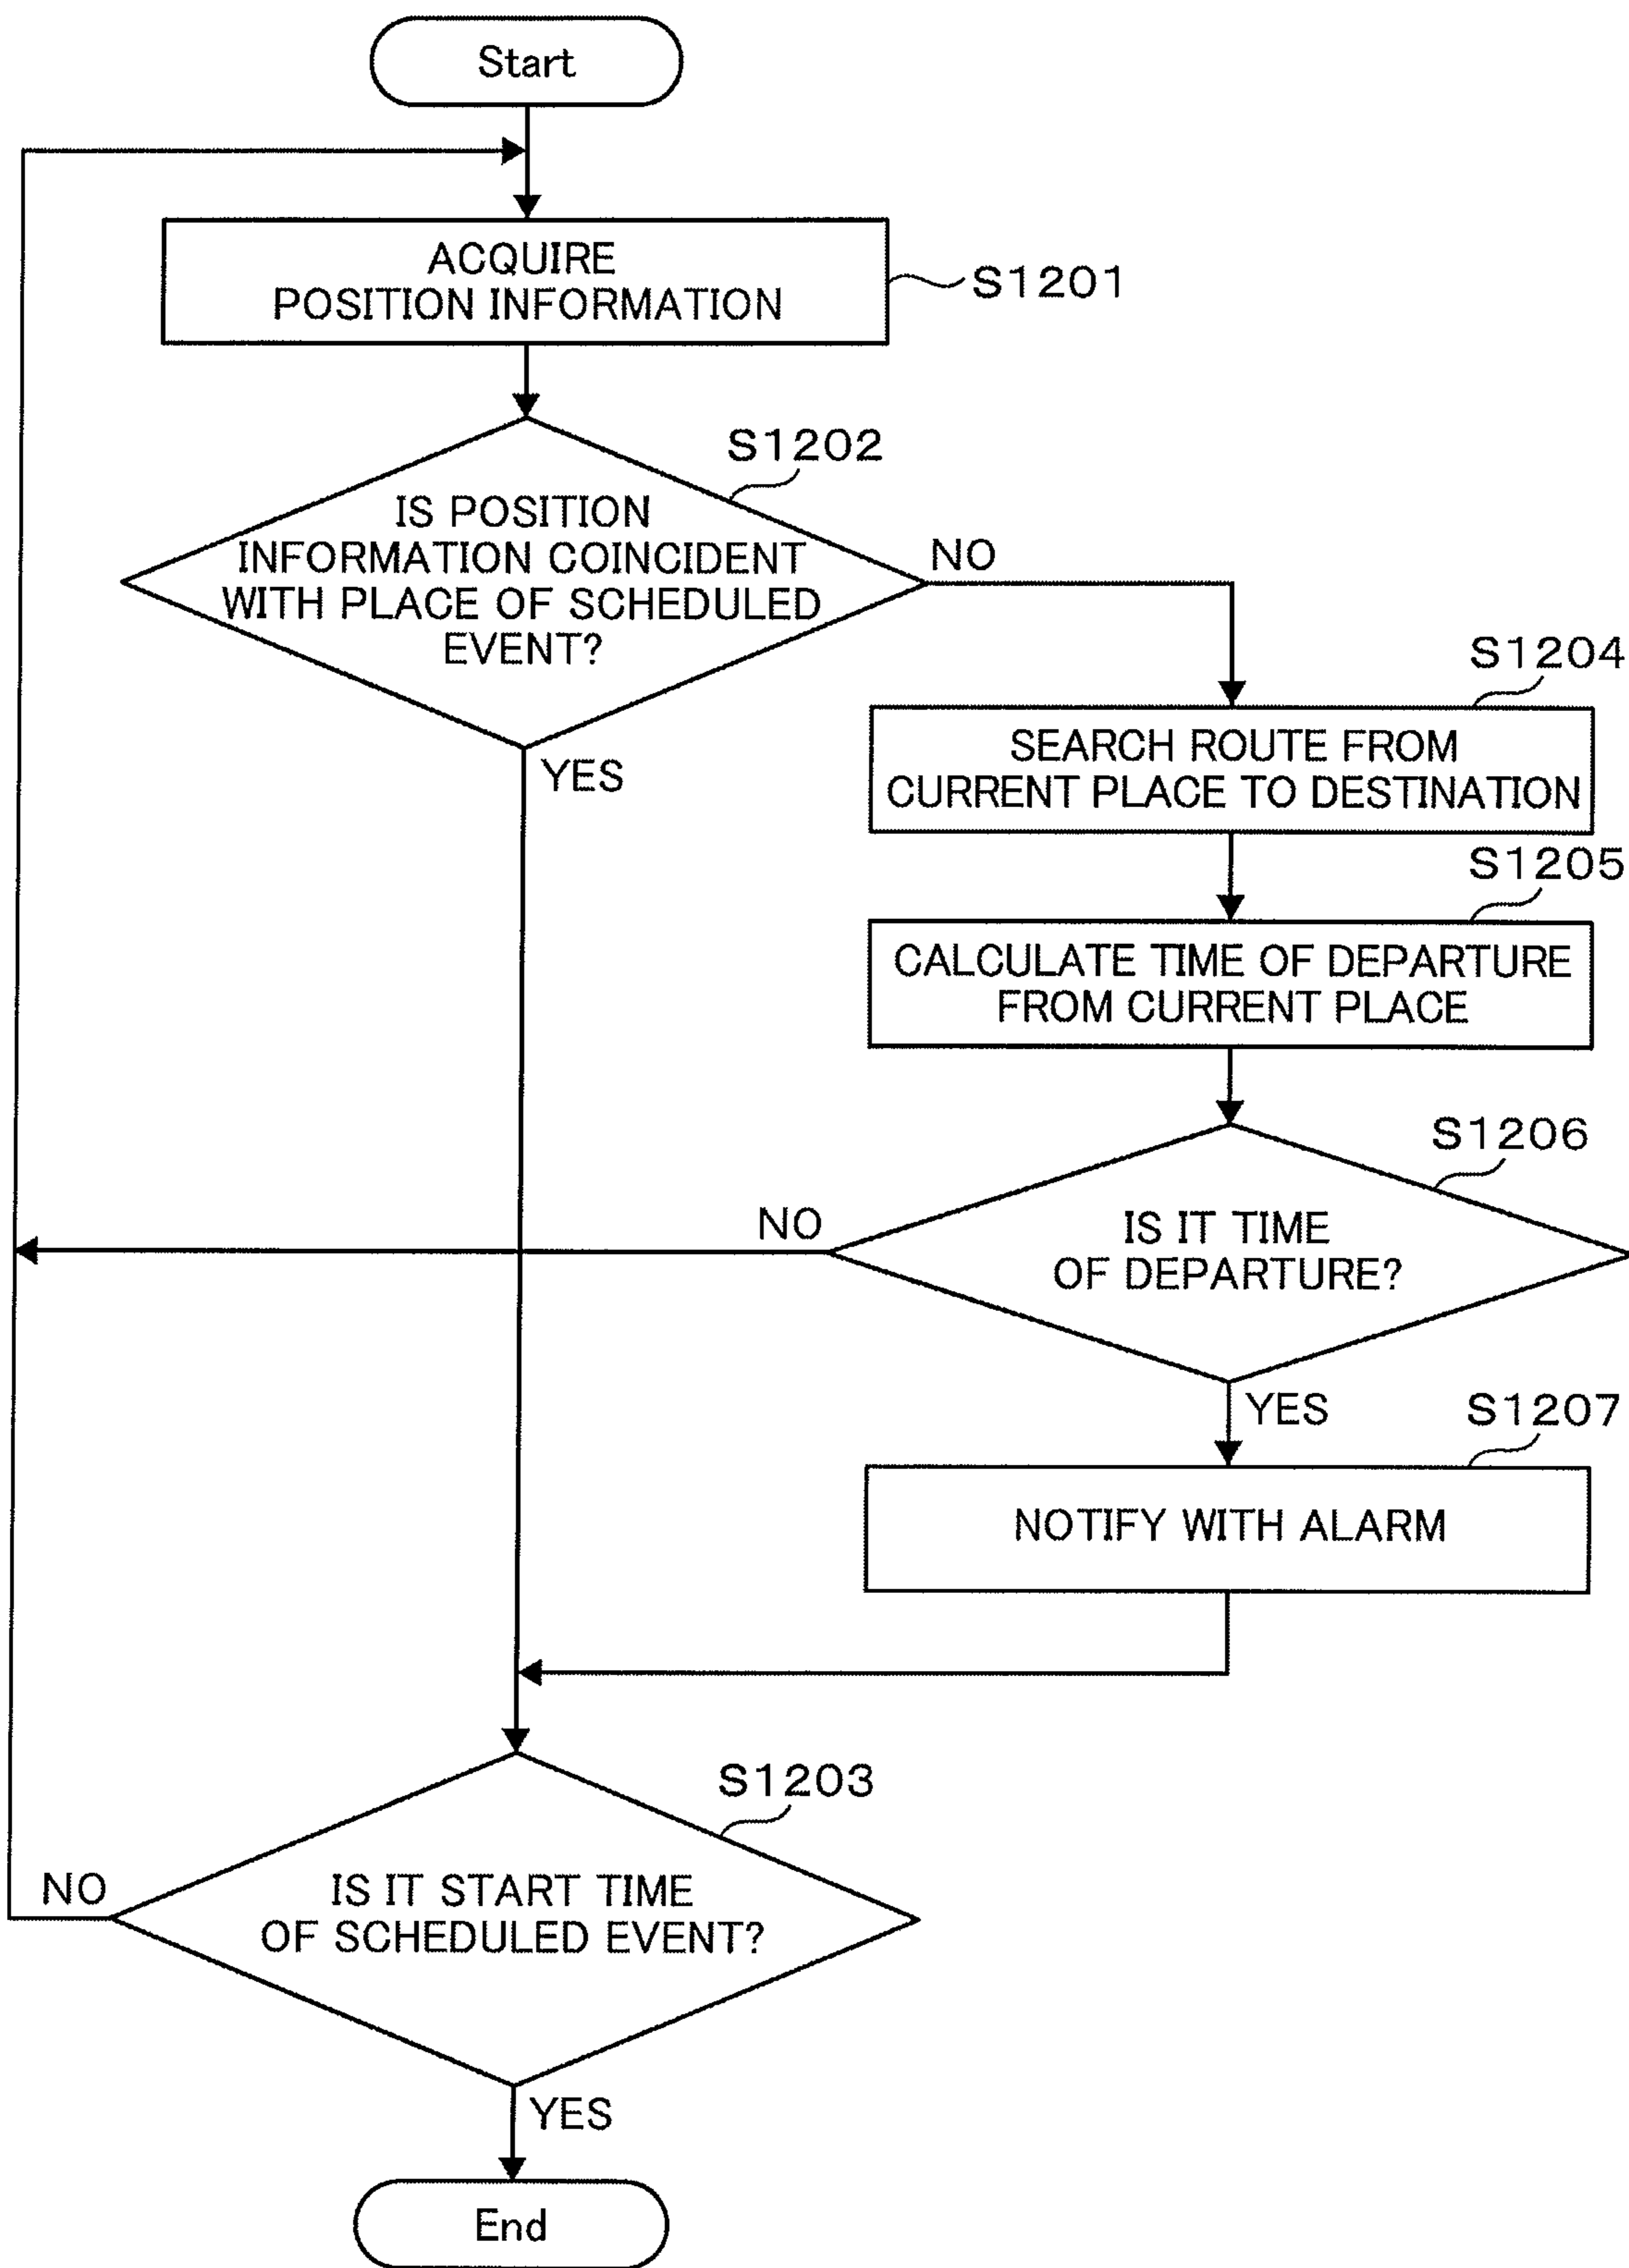 Start
ACQUIRE
POSITION INFORMATION
S1201
S1202
IS POSITION
INFORMATION COINCIDENT
WITH PLACE OF SCHEDULED
EVENT?
NO
YES
S1204
SEARCH ROUTE FROM
CURRENT PLACE TO DESTINATION
S1205
CALCULATE TIME OF DEPARTURE
FROM CURRENT PLACE
S1206
IS IT TIME
OF DEPARTURE?
NO
YES
S1207
NOTIFY WITH ALARM
S1203
IS IT START TIME
OF SCHEDULED EVENT?
NO
YES
End